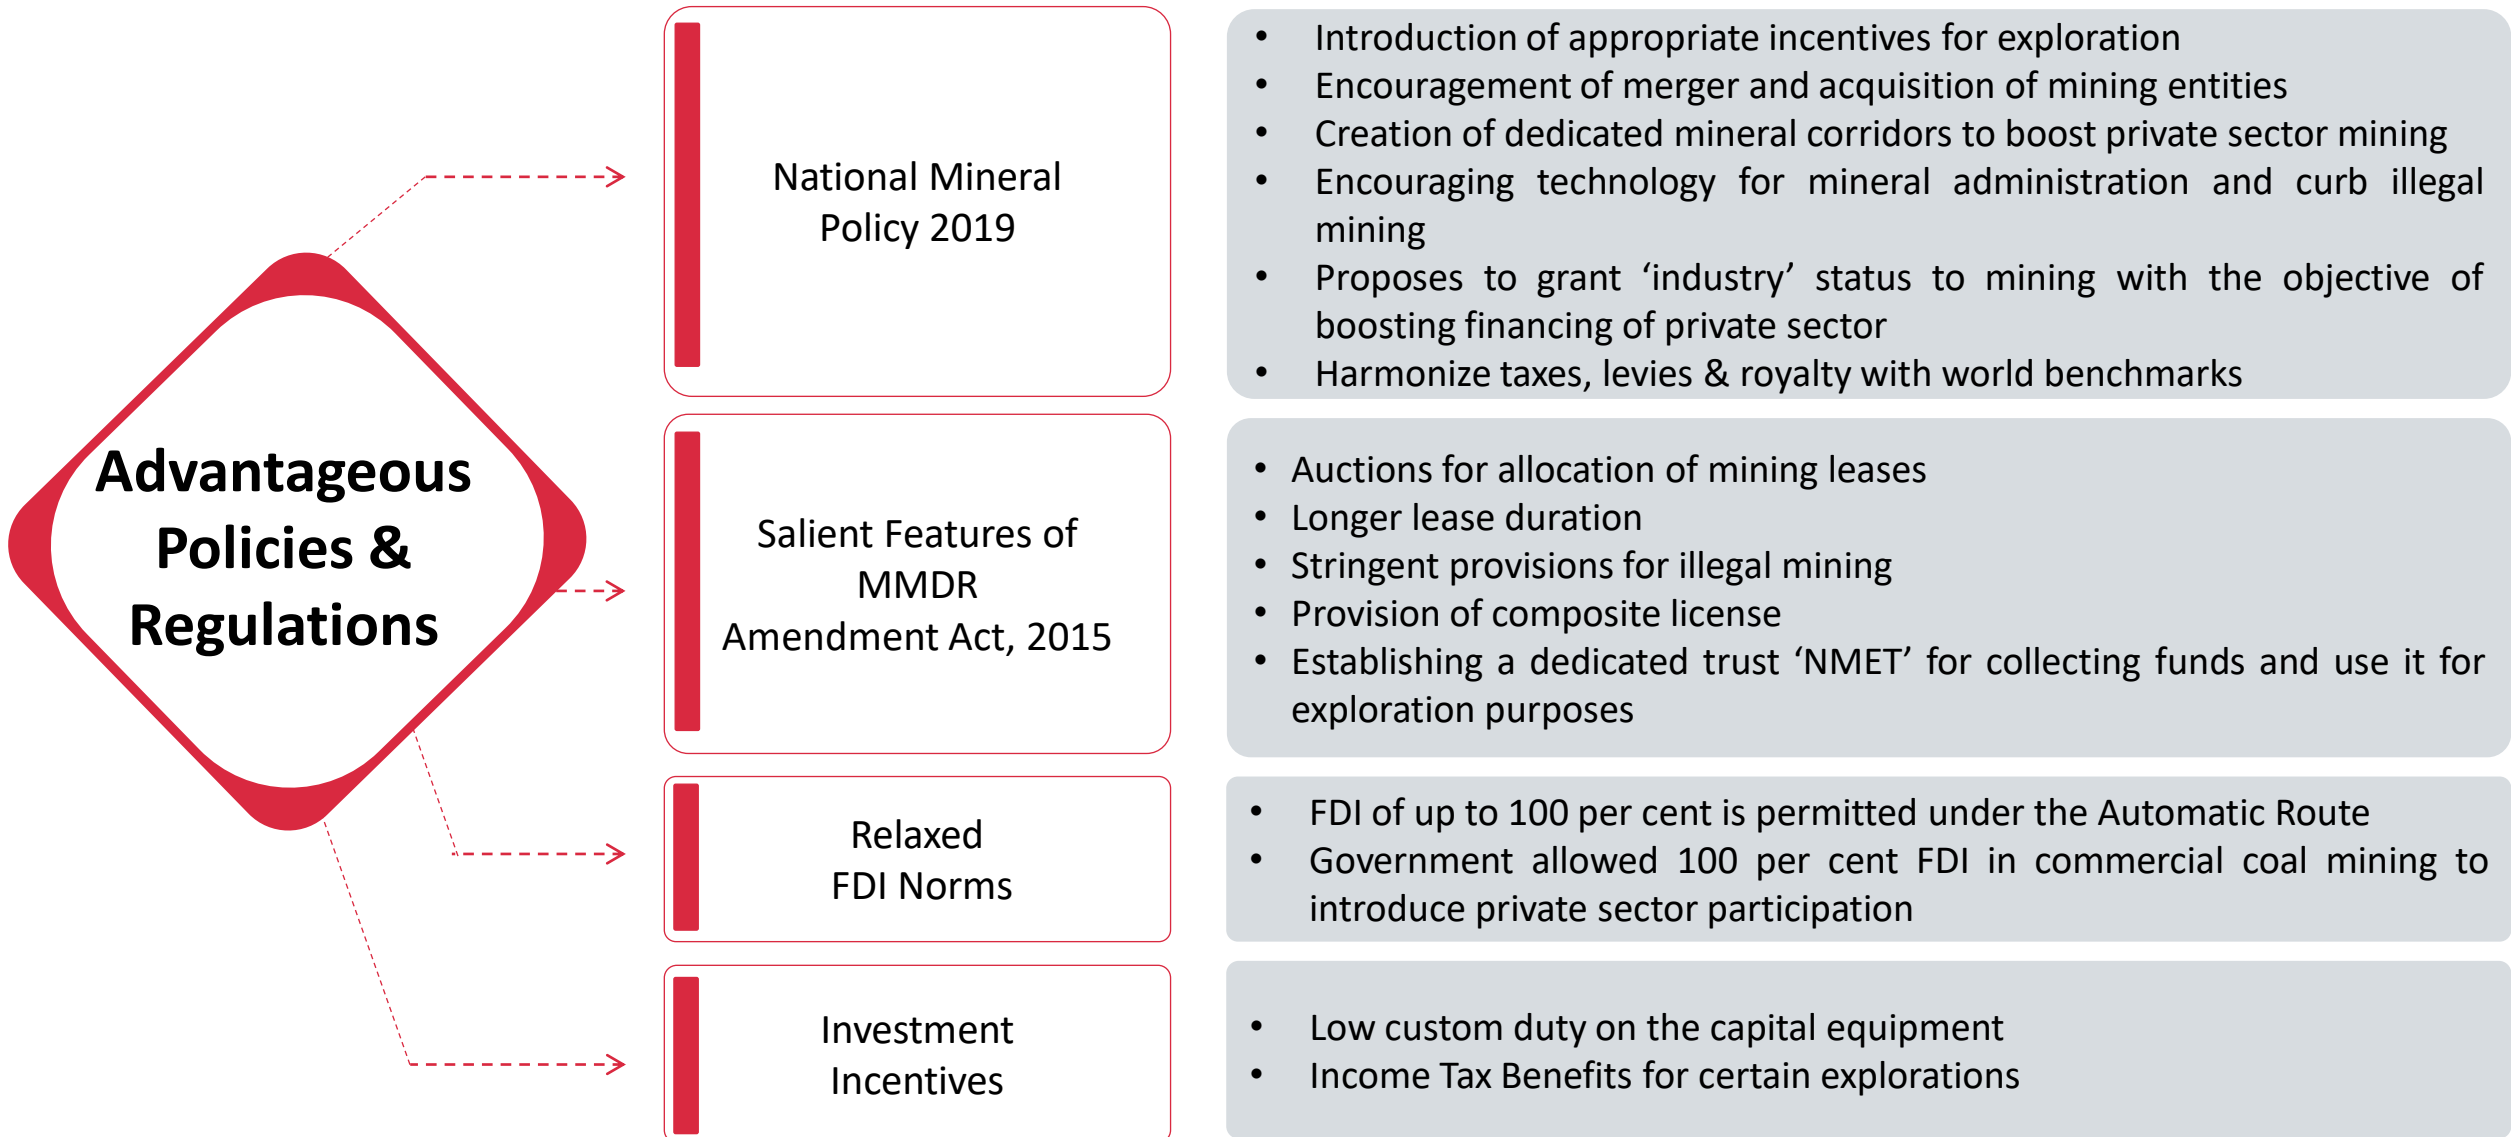 Advantageous
Policies &
Regulations
National Mineral
Policy 2019
• Introduction of appropriate incentives for exploration
• Encouragement of merger and acquisition of mining entities
• Creation of dedicated mineral corridors to boost private sector mining
• Encouraging technology for mineral administration and curb illegal
mining
• Proposes to grant ‘industry’ status to mining with the objective of
boosting financing of private sector
• Harmonize taxes, levies & royalty with world benchmarks
Salient Features of
MMDR
Amendment Act, 2015
• Auctions for allocation of mining leases
• Longer lease duration
• Stringent provisions for illegal mining
• Provision of composite license
• Establishing a dedicated trust ‘NMET’ for collecting funds and use it for
exploration purposes
Relaxed
FDI Norms
• FDI of up to 100 per cent is permitted under the Automatic Route
• Government allowed 100 per cent FDI in commercial coal mining to
introduce private sector participation
Investment
Incentives
• Low custom duty on the capital equipment
• Income Tax Benefits for certain explorations